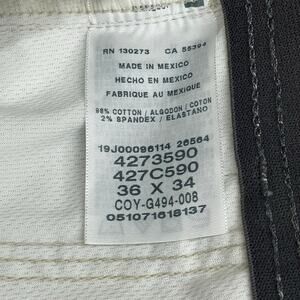 RN 130273 CA 55394
MADE IN MEXICO
HECHO EN MEXICO
FABRIQUE AU MEXIQUE
98% COTTON / ALGODON / COTON
2% SPANDEX / ELASTANO
19J00096114 26564
4273590
427C590
36 X 34
COY-G494-008
051071618137